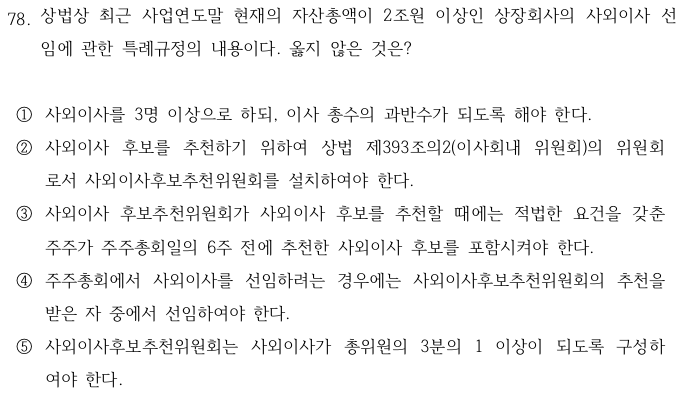 78. 상법상 최근 사업연도말 현재의 자산총액이 2조원 이상인 상장회사의 사외이사 선
임에 관한 특례규정의 내용이다. 옳지 않은 것은?
① 사외이사를 3명 이상으로 하되, 이사 총수의 과반수가 되도록 해야 한다.
② 사외이사 후보를 추천하기 위하여 상법 제393조의2(이사회내 위원회)의 위원회
로서 사외이사후보추천위원회를 설치하여야 한다.
③ 사외이사 후보추천위원회가 사외이사 후보를 추천할 때에는 적법한 요건을 갖춘
주주가 주주총회일의 6주 전에 추천한 사외이사 후보를 포함시켜야 한다.
④ 주주총회에서 사외이사를 선임하려는 경우에는 사외이사후보추천위원회의 추천을
받은 자 중에서 선임하여야 한다.
⑤ 사외이사후보추천위원회는 사외이사가 총위원의 3분의 1 이상이 되도록 구성하
여야 한다.